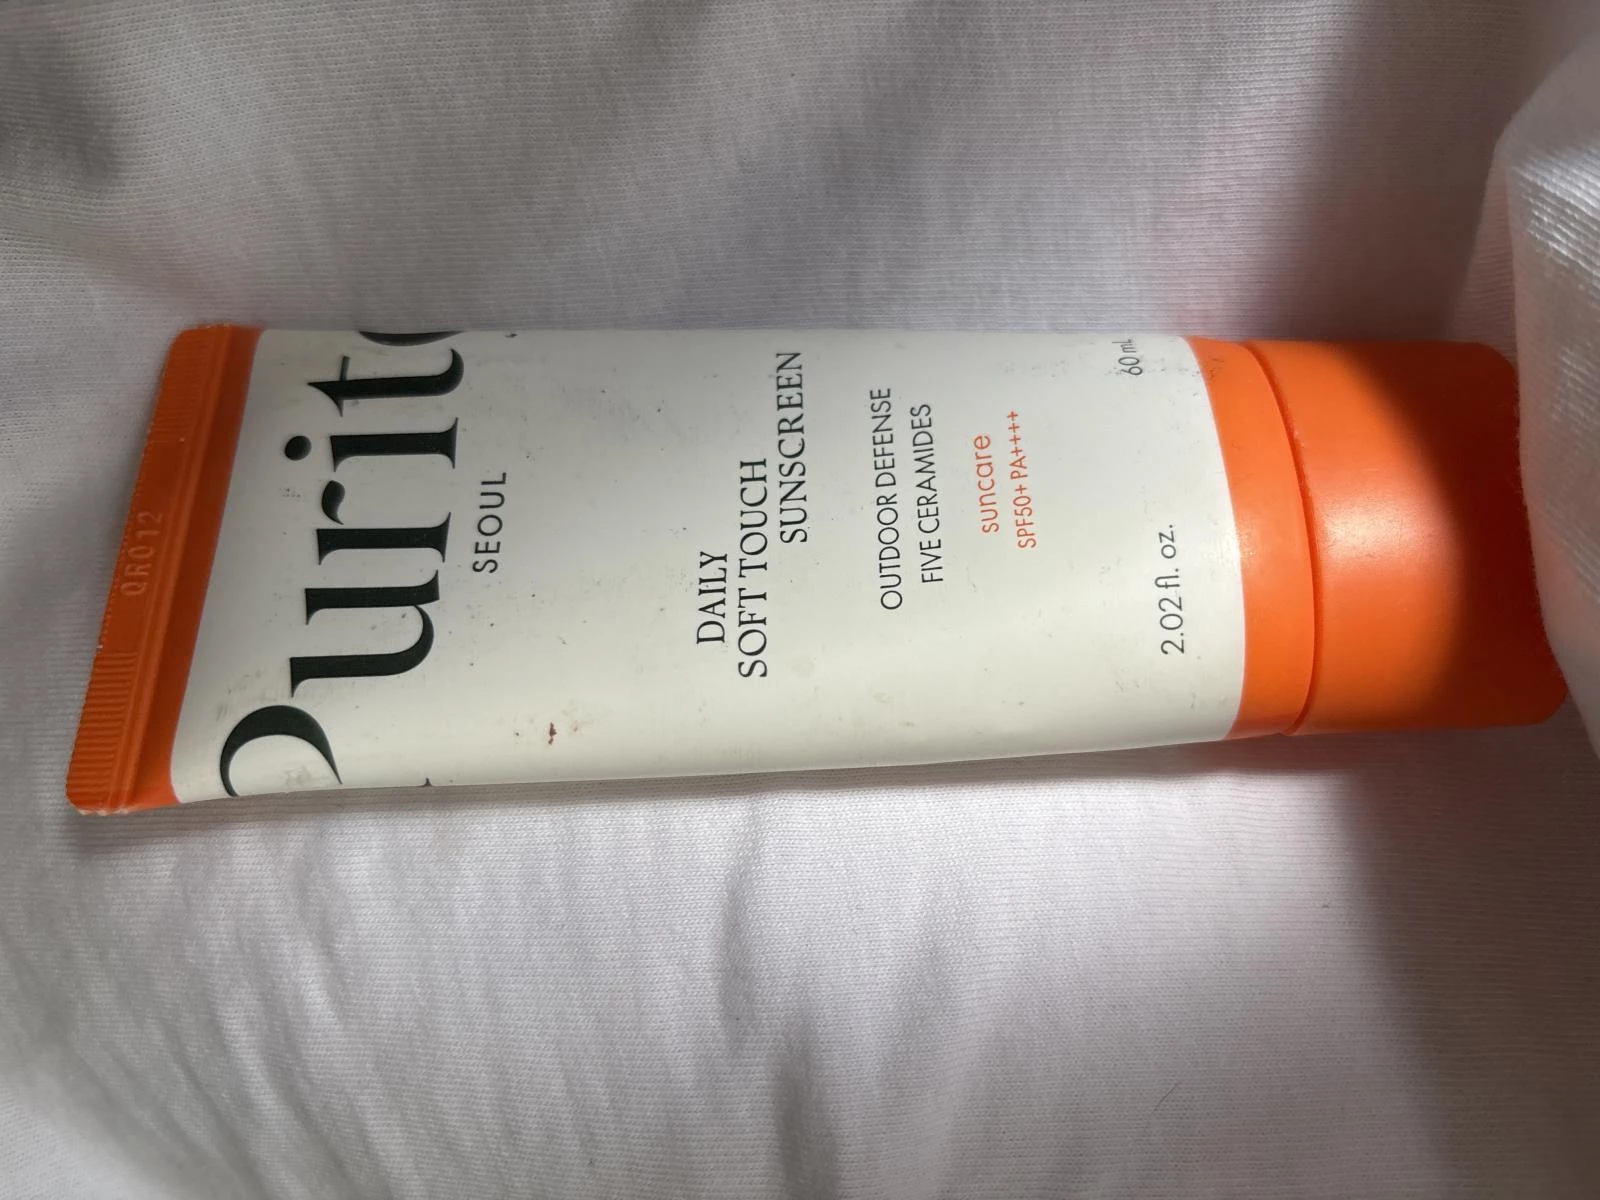 QR012
Purito
SEOUL
DAILY
SOFT TOUCH
SUNSCREEN
OUTDOOR DEFENSE
FIVE CERAMIDES
suncare
SPF50+ PA++++
2.02 fl. oz.
60 mL